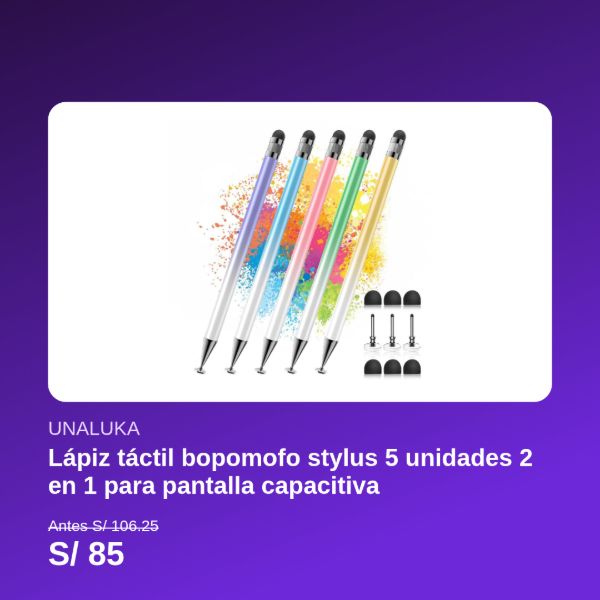 UNALUKA
Lápiz táctil bopomofo stylus 5 unidades 2
en 1 para pantalla capacitiva
Antes S/ 106.25
S/ 85